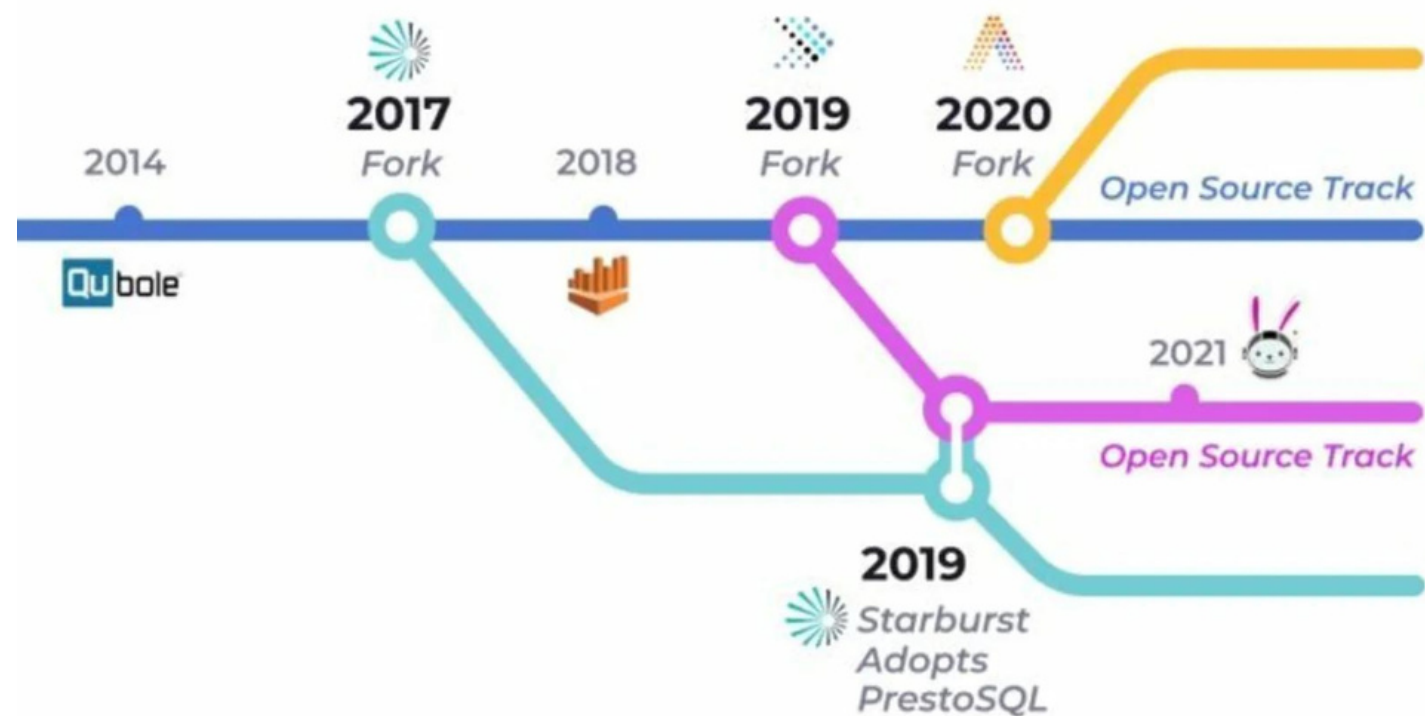 2014
2017
Fork
2018
2019
Fork
2020
Fork
Open Source Track
Qubole
2021
Open Source Track
2019
Starburst
Adopts
PrestoSQL